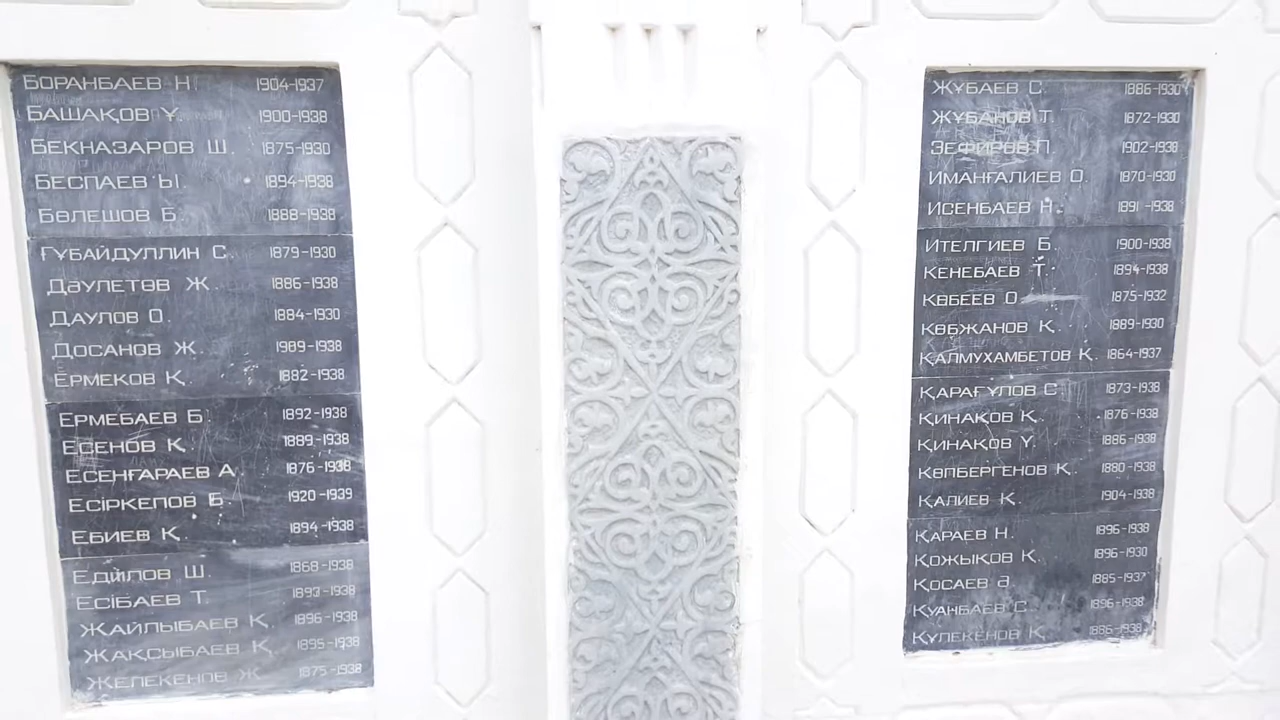 БОРАНБАЕВ Н. 1904-1937
БАШАҚОВ Ұ. 1900-1938
БЕКНАЗАРОВ Ш. 1875-1930
БЕСПАЕВ Ы. 1894-1938
БӨЛЕШОВ Б. 1888-1938
ҒҰБАЙДУЛЛИН С. 1879-1930
ДӘУЛЕТОВ Ж. 1886-1938
ДАУЛОВ О. 1884-1930
ДОСАНОВ Ж. 1909-1938
ЕРМЕКОВ Қ. 1882-1938
ЕРМЕБАЕВ Б. 1892-1938
ЕСЕНОВ Қ. 1889-1938
ЕСЕНҒАРАЕВ А. 1876-1938
ЕСІРКЕПОВ Б. 1920-1939
ЕБИЕВ Қ. 1894-1938
ЕДІЛОВ Ш. 1868-1938
ЕСІБАЕВ Т. 1893-1938
ЖАЙЛЫБАЕВ Қ. 1896-1938
ЖАҚСЫБАЕВ Қ. 1895-1938
ЖЕЛЕКЕНОВ Ж. 1875-1938
ЖҰБАЕВ С. 1886-1930
ЖҰБАНОВ Т. 1872-1930
ЗЕФИРОВ П. 1902-1938
ИМАНҒАЛИЕВ О. 1870-1930
ИСЕНБАЕВ Н. 1891-1938
ИТЕЛГИЕВ Б. 1900-1938
КЕНЕБАЕВ Т. 1894-1938
КӨБЕЕВ О. 1875-1932
КӨБЖАНОВ Қ. 1889-1930
ҚАЛМУХАМБЕТОВ Қ. 1864-1937
ҚАРАҒҰЛОВ С. 1873-1938
ҚИНАҚОВ Қ. 1876-1938
ҚИНАҚОВ Ү. 1886-1938
КӨПБЕРГЕНОВ Қ. 1880-1938
ҚАЛИЕВ Қ. 1904-1938
ҚАРАЕВ Н. 1896-1938
ҚОЖЫҚОВ Қ. 1896-1930
ҚОСАЕВ Ә. 1885-1937
ҚУАНБАЕВ С. 1896-1938
КҮЛЕКЕНОВ Қ. 1886-1938